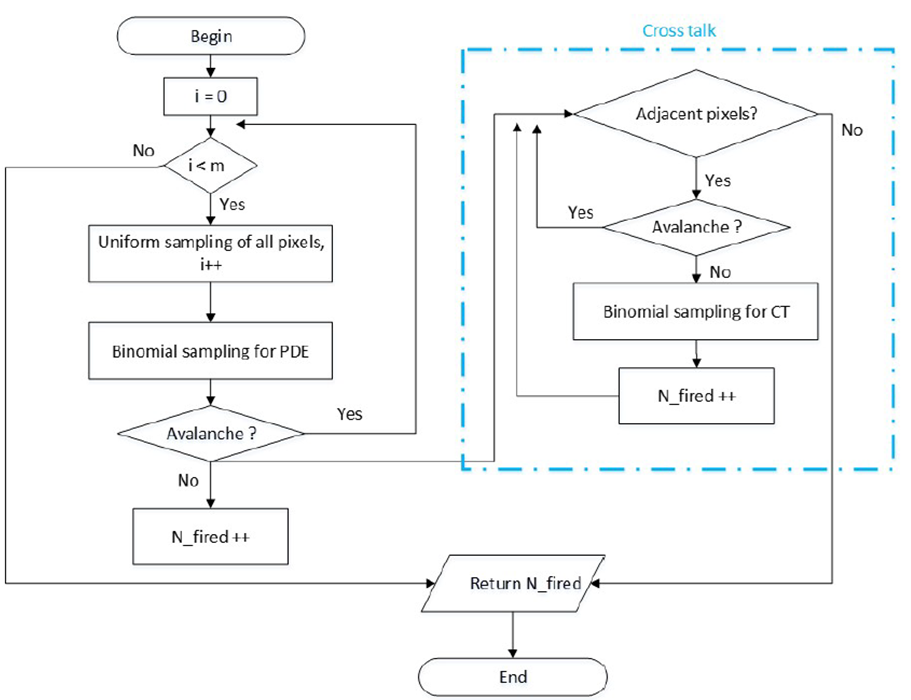 Begin
i = 0
No
i < m
Yes
Uniform sampling of all pixels,
i++
Binomial sampling for PDE
Avalanche ?
Yes
No
N_fired ++
Cross talk
Adjacent pixels?
No
Yes
Yes
Avalanche ?
No
Binomial sampling for CT
N_fired ++
Return N_fired
End